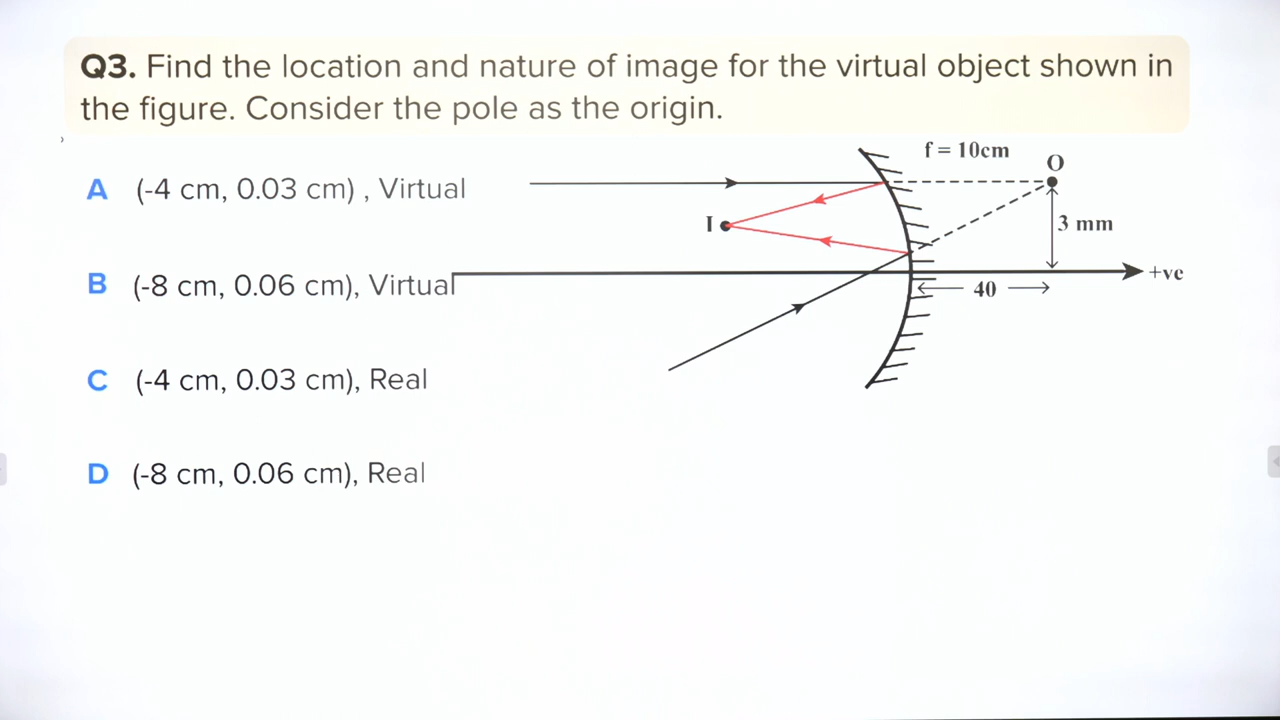 Q3. Find the location and nature of image for the virtual object shown in
the figure. Consider the pole as the origin.
f = 10cm
O
A (-4 cm, 0.03 cm) , Virtual
I
3 mm
B (-8 cm, 0.06 cm), Virtual
+ve
40
C (-4 cm, 0.03 cm), Real
D (-8 cm, 0.06 cm), Real